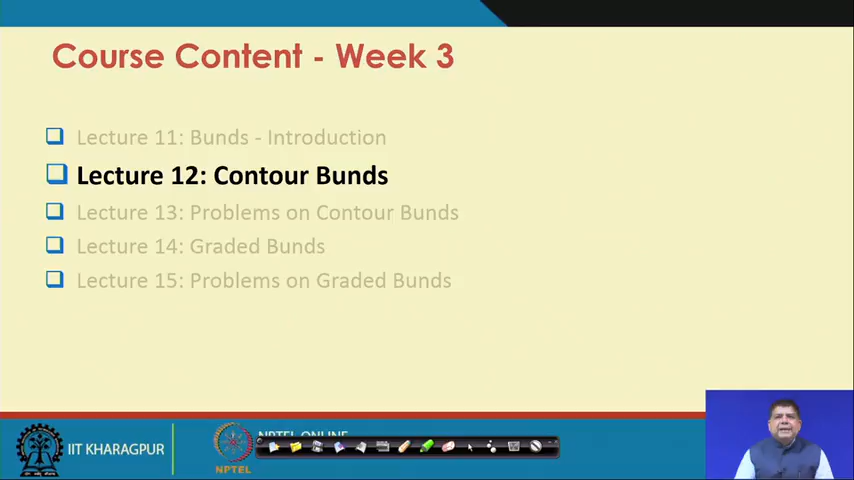 Course Content - Week 3
Lecture 11: Bunds - Introduction
Lecture 12: Contour Bunds
Lecture 13: Problems on Contour Bunds
Lecture 14: Graded Bunds
Lecture 15: Problems on Graded Bunds
IIT KHARAGPUR
NPTEL ONLINE
NPTEL